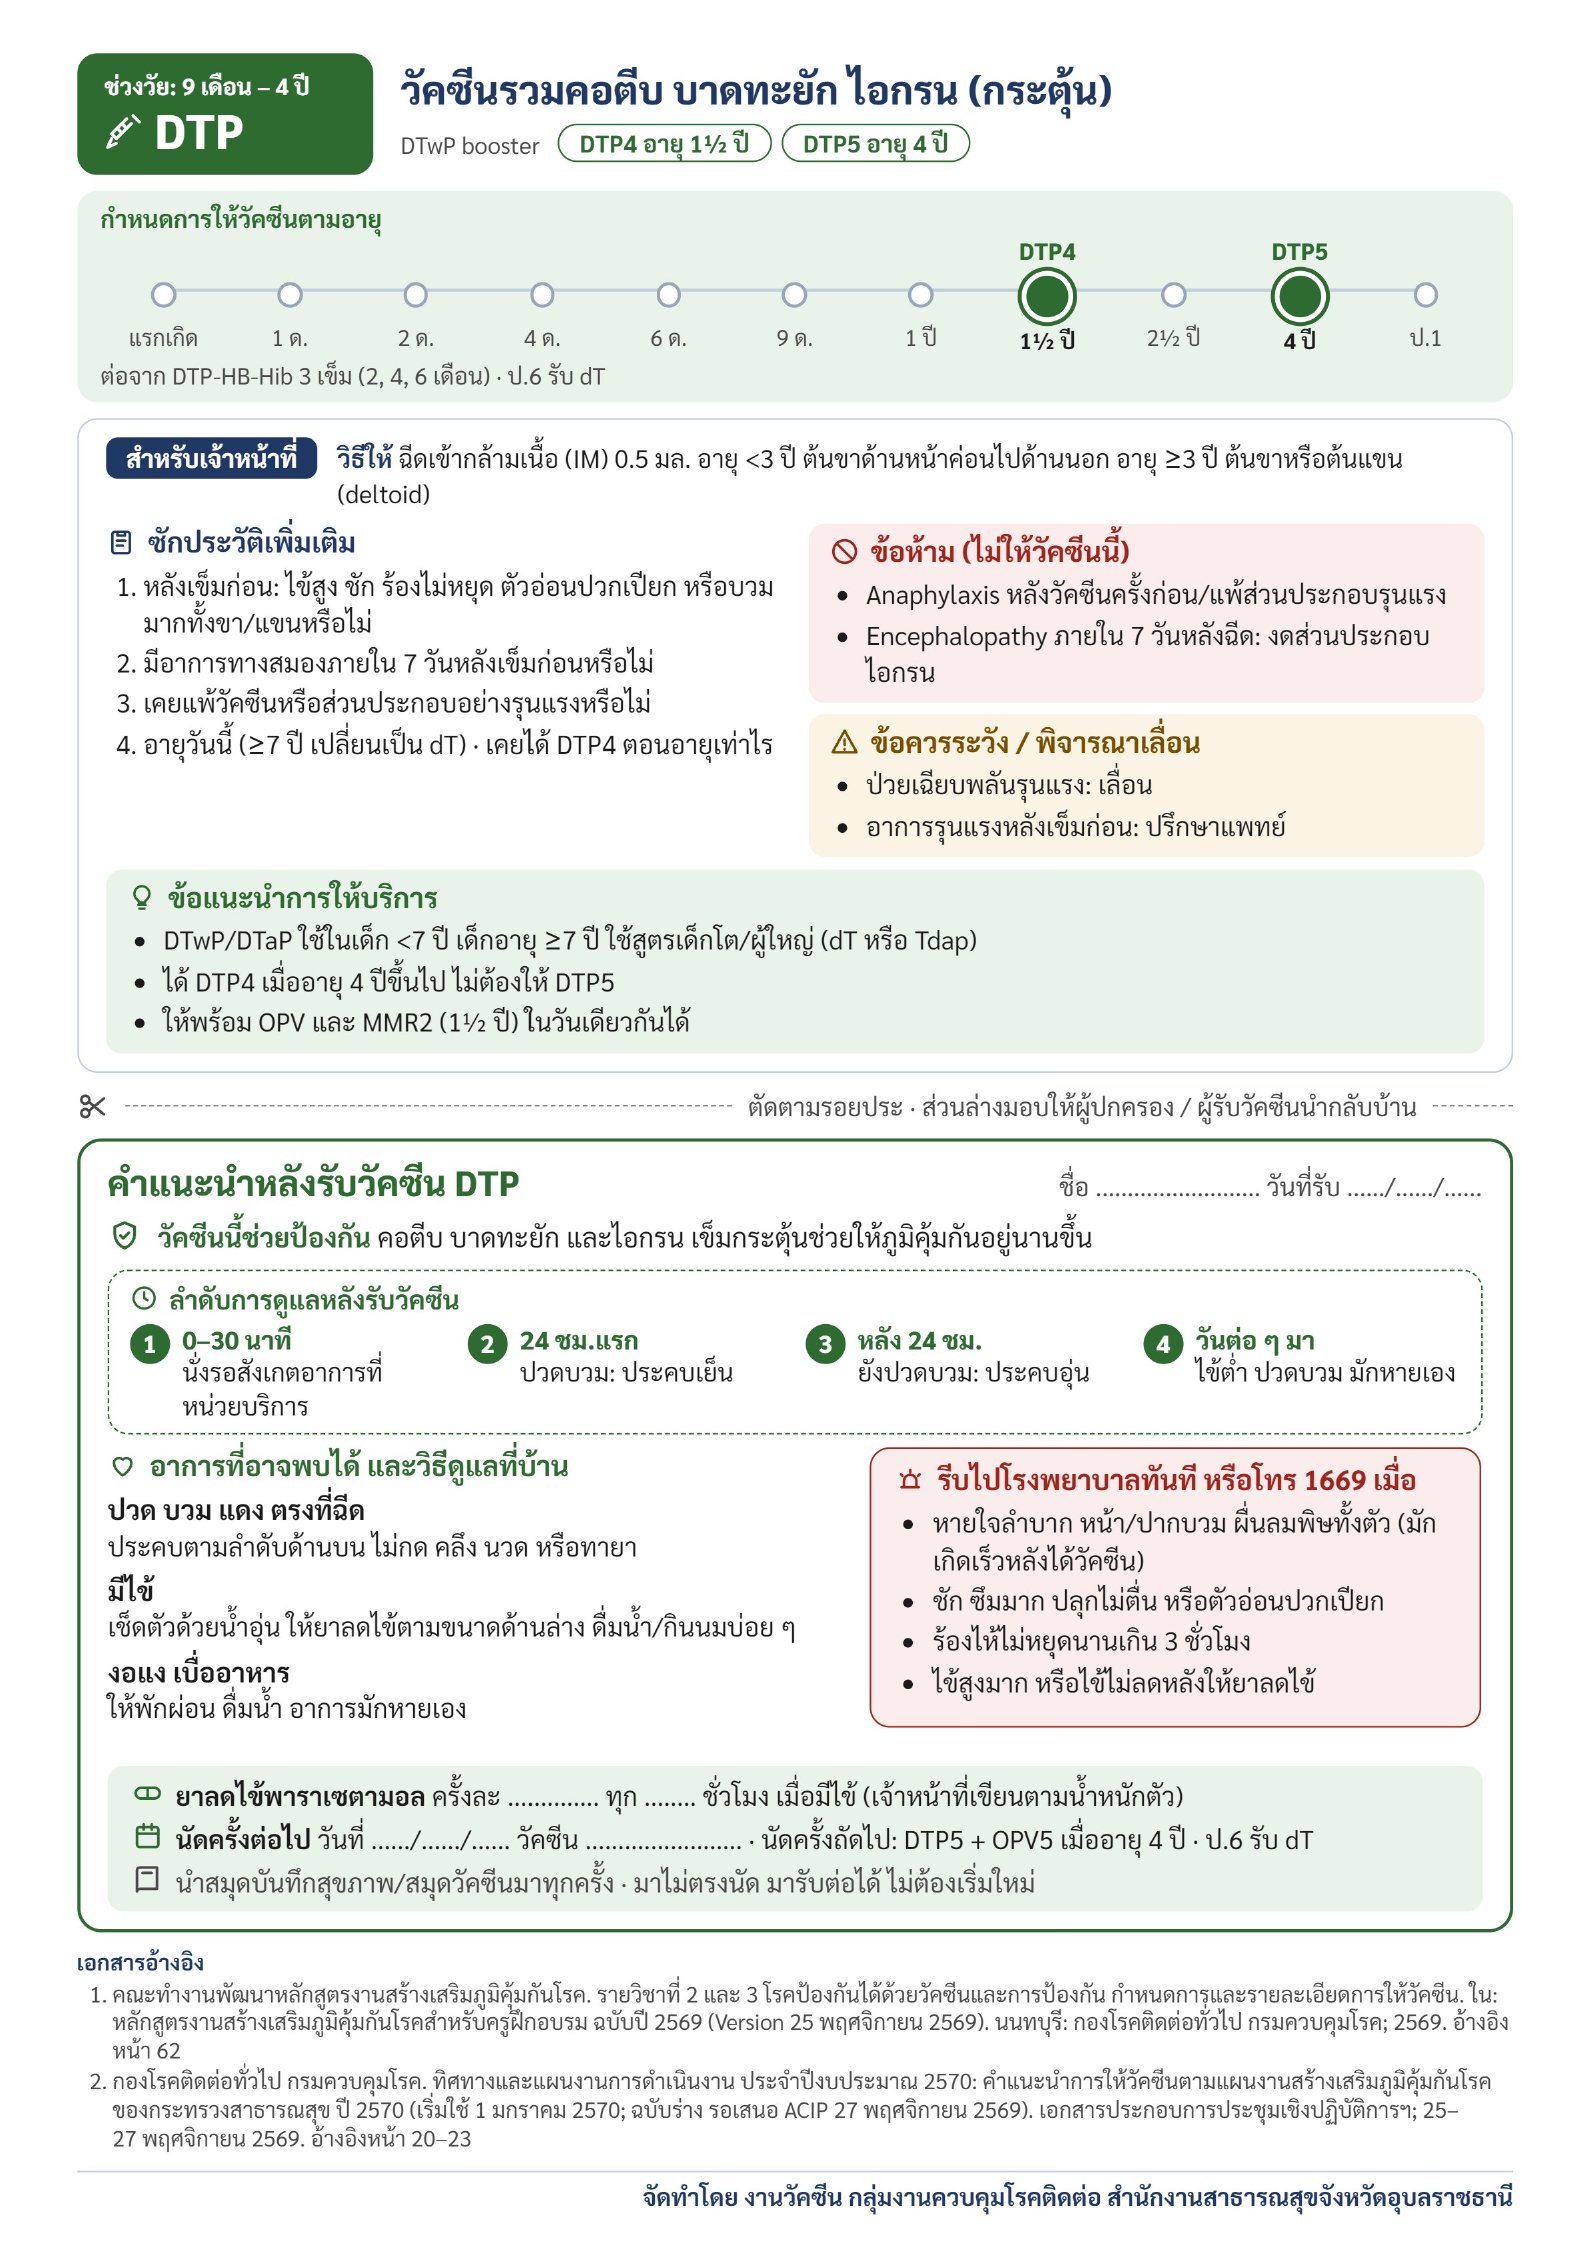 ช่วงวัย: 9 เดือน – 4 ปี
DTP
วัคซีนรวมคอตีบ บาดทะยัก ไอกรน (กระตุ้น)
DTwP booster DTP4 อายุ 1½ ปี DTP5 อายุ 4 ปี
กำหนดการให้วัคซีนตามอายุ
DTP4 DTP5
แรกเกิด 1 ด. 2 ด. 4 ด. 6 ด. 9 ด. 1 ปี 1½ ปี 2½ ปี 4 ปี ป.1
ต่อจาก DTP-HB-Hib 3 เข็ม (2, 4, 6 เดือน) · ป.6 รับ dT
สำหรับเจ้าหน้าที่ วิธีให้ ฉีดเข้ากล้ามเนื้อ (IM) 0.5 มล. อายุ <3 ปี ต้นขาด้านหน้าค่อนไปด้านนอก อายุ ≥3 ปี ต้นขาหรือต้นแขน
(deltoid)
ซักประวัติเพิ่มเติม
1. หลังเข็มก่อน: ไข้สูง ชัก ร้องไม่หยุด ตัวอ่อนปวกเปียก หรือบวม
มากทั้งขา/แขนหรือไม่
2. มีอาการทางสมองภายใน 7 วันหลังเข็มก่อนหรือไม่
3. เคยแพ้วัคซีนหรือส่วนประกอบอย่างรุนแรงหรือไม่
4. อายุวันนี้ (≥7 ปี เปลี่ยนเป็น dT) · เคยได้ DTP4 ตอนอายุเท่าไร
ข้อห้าม (ไม่ให้วัคซีนนี้)
• Anaphylaxis หลังวัคซีนครั้งก่อน/แพ้ส่วนประกอบรุนแรง
• Encephalopathy ภายใน 7 วันหลังฉีด: งดส่วนประกอบ
ไอกรน
ข้อควรระวัง / พิจารณาเลื่อน
• ป่วยเฉียบพลันรุนแรง: เลื่อน
• อาการรุนแรงหลังเข็มก่อน: ปรึกษาแพทย์
ข้อแนะนำการให้บริการ
• DTwP/DTaP ใช้ในเด็ก <7 ปี เด็กอายุ ≥7 ปี ใช้สูตรเด็กโต/ผู้ใหญ่ (dT หรือ Tdap)
• ได้ DTP4 เมื่ออายุ 4 ปีขึ้นไป ไม่ต้องให้ DTP5
• ให้พร้อม OPV และ MMR2 (1½ ปี) ในวันเดียวกันได้
ตัดตามรอยประ · ส่วนล่างมอบให้ผู้ปกครอง / ผู้รับวัคซีนนำกลับบ้าน
คำแนะนำหลังรับวัคซีน DTP
ชื่อ .......................... วันที่รับ ....../....../......
วัคซีนนี้ช่วยป้องกัน คอตีบ บาดทะยัก และไอกรน เข็มกระตุ้นช่วยให้ภูมิคุ้มกันอยู่นานขึ้น
ลำดับการดูแลหลังรับวัคซีน
1 0–30 นาที
นั่งรอสังเกตอาการที่
หน่วยบริการ
2 24 ชม.แรก
ปวดบวม: ประคบเย็น
3 หลัง 24 ชม.
ยังปวดบวม: ประคบอุ่น
4 วันต่อ ๆ มา
ไข้ต่ำ ปวดบวม มักหายเอง
อาการที่อาจพบได้ และวิธีดูแลที่บ้าน
ปวด บวม แดง ตรงที่ฉีด
ประคบตามลำดับด้านบน ไม่กด คลึง นวด หรือทายา
มีไข้
เช็ดตัวด้วยน้ำอุ่น ให้ยาลดไข้ตามขนาดด้านล่าง ดื่มน้ำ/กินนมบ่อย ๆ
งอแง เบื่ออาหาร
ให้พักผ่อน ดื่มน้ำ อาการมักหายเอง
รีบไปโรงพยาบาลทันที หรือโทร 1669 เมื่อ
• หายใจลำบาก หน้า/ปากบวม ผื่นลมพิษทั้งตัว (มัก
เกิดเร็วหลังได้วัคซีน)
• ชัก ซึมมาก ปลุกไม่ตื่น หรือตัวอ่อนปวกเปียก
• ร้องไห้ไม่หยุดนานเกิน 3 ชั่วโมง
• ไข้สูงมาก หรือไข้ไม่ลดหลังให้ยาลดไข้
ยาลดไข้พาราเซตามอล ครั้งละ .............. ทุก ........ ชั่วโมง เมื่อมีไข้ (เจ้าหน้าที่เขียนตามน้ำหนักตัว)
นัดครั้งต่อไป วันที่ ....../....../...... วัคซีน ........................ · นัดครั้งถัดไป: DTP5 + OPV5 เมื่ออายุ 4 ปี · ป.6 รับ dT
นำสมุดบันทึกสุขภาพ/สมุดวัคซีนมาทุกครั้ง · มาไม่ตรงนัด มารับต่อได้ ไม่ต้องเริ่มใหม่
เอกสารอ้างอิง
1. คณะทำงานพัฒนาหลักสูตรงานสร้างเสริมภูมิคุ้มกันโรค. รายวิชาที่ 2 และ 3 โรคป้องกันได้ด้วยวัคซีนและการป้องกัน กำหนดการและรายละเอียดการให้วัคซีน. ใน:
หลักสูตรงานสร้างเสริมภูมิคุ้มกันโรคสำหรับครูฝึกอบรม ฉบับปี 2569 (Version 25 พฤศจิกายน 2569). นนทบุรี: กองโรคติดต่อทั่วไป กรมควบคุมโรค; 2569. อ้างอิง
หน้า 62
2. กองโรคติดต่อทั่วไป กรมควบคุมโรค. ทิศทางและแผนงานการดำเนินงาน ประจำปีงบประมาณ 2570: คำแนะนำการให้วัคซีนตามแผนงานสร้างเสริมภูมิคุ้มกันโรค
ของกระทรวงสาธารณสุข ปี 2570 (เริ่มใช้ 1 มกราคม 2570; ฉบับร่าง รอเสนอ ACIP 27 พฤศจิกายน 2569). เอกสารประกอบการประชุมเชิงปฏิบัติการฯ; 25–
27 พฤศจิกายน 2569. อ้างอิงหน้า 20–23
จัดทำโดย งานวัคซีน กลุ่มงานควบคุมโรคติดต่อ สำนักงานสาธารณสุขจังหวัดอุบลราชธานี